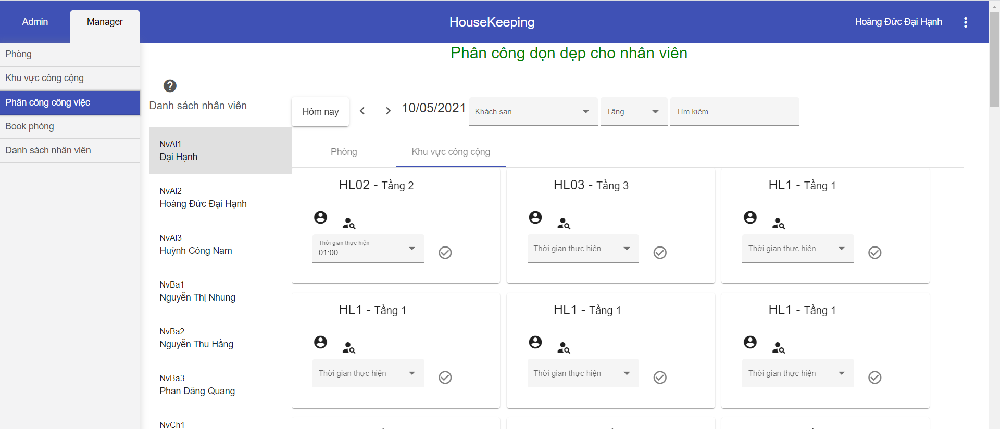 Admin
Manager
HouseKeeping
Hoàng Đức Đại Hạnh
Phòng
Khu vực công cộng
Phân công công việc
Book phòng
Danh sách nhân viên
Phân công dọn dẹp cho nhân viên
?
Danh sách nhân viên
Hôm nay
10/05/2021
Khách sạn
Tầng
Tìm kiếm
NvAl1
Đại Hạnh
NvAl2
Hoàng Đức Đại Hạnh
NvAl3
Huỳnh Công Nam
NvBa1
Nguyễn Thị Nhung
NvBa2
Nguyễn Thu Hằng
NvBa3
Phan Đăng Quang
NvCh1
Phòng
Khu vực công cộng
HL02 - Tầng 2
Thời gian thực hiện
01:00
HL03 - Tầng 3
Thời gian thực hiện
HL1 - Tầng 1
Thời gian thực hiện
HL1 - Tầng 1
Thời gian thực hiện
HL1 - Tầng 1
Thời gian thực hiện
HL1 - Tầng 1
Thời gian thực hiện